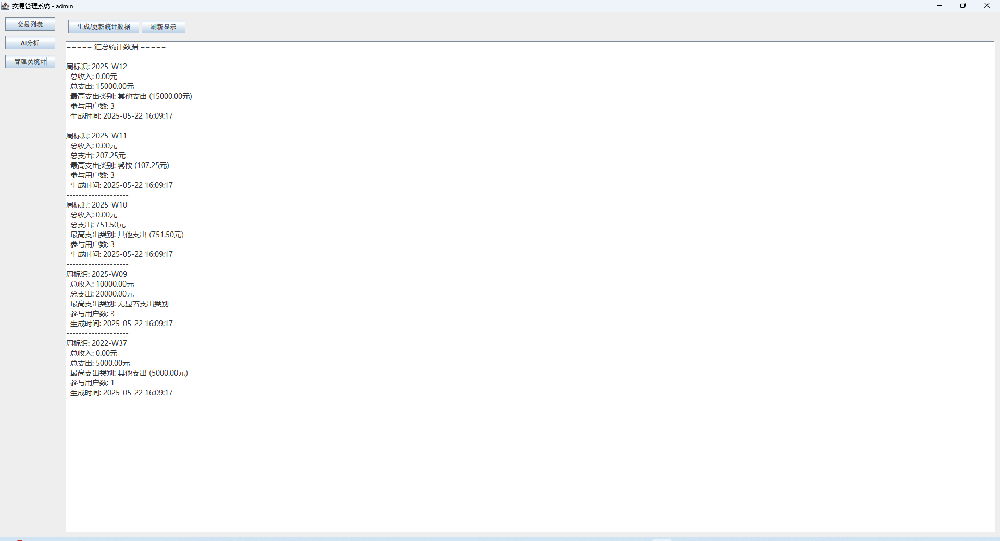 交易管理系统 - admin
交易列表
AI分析
管理员统计
生成/更新统计数据
刷新显示
===== 汇总统计数据 =====
周标识: 2025-W12
总收入: 0.00元
总支出: 15000.00元
最高支出类别: 其他支出 (15000.00元)
参与用户数: 3
生成时间: 2025-05-22 16:09:17
--------------------
周标识: 2025-W11
总收入: 0.00元
总支出: 207.25元
最高支出类别: 餐饮 (107.25元)
参与用户数: 3
生成时间: 2025-05-22 16:09:17
--------------------
周标识: 2025-W10
总收入: 0.00元
总支出: 751.50元
最高支出类别: 其他支出 (751.50元)
参与用户数: 3
生成时间: 2025-05-22 16:09:17
--------------------
周标识: 2025-W09
总收入: 10000.00元
总支出: 20000.00元
最高支出类别: 无显著支出类别
参与用户数: 3
生成时间: 2025-05-22 16:09:17
--------------------
周标识: 2022-W37
总收入: 0.00元
总支出: 5000.00元
最高支出类别: 其他支出 (5000.00元)
参与用户数: 1
生成时间: 2025-05-22 16:09:17
--------------------